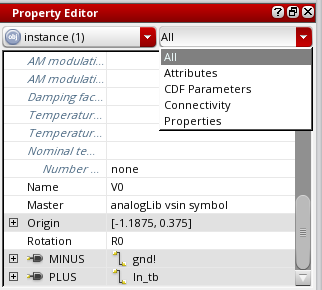 Property Editor
instance (1) All
All
Attributes
CDF Parameters
Connectivity
Properties
AM modulati...
AM modulati...
Damping fac...
Temperatur...
Temperatur...
Nominal te...
Number ... none
Name V0
Master analogLib vsin symbol
Origin [-1.1875, 0.375]
Rotation R0
MINUS gnd!
PLUS In_tb